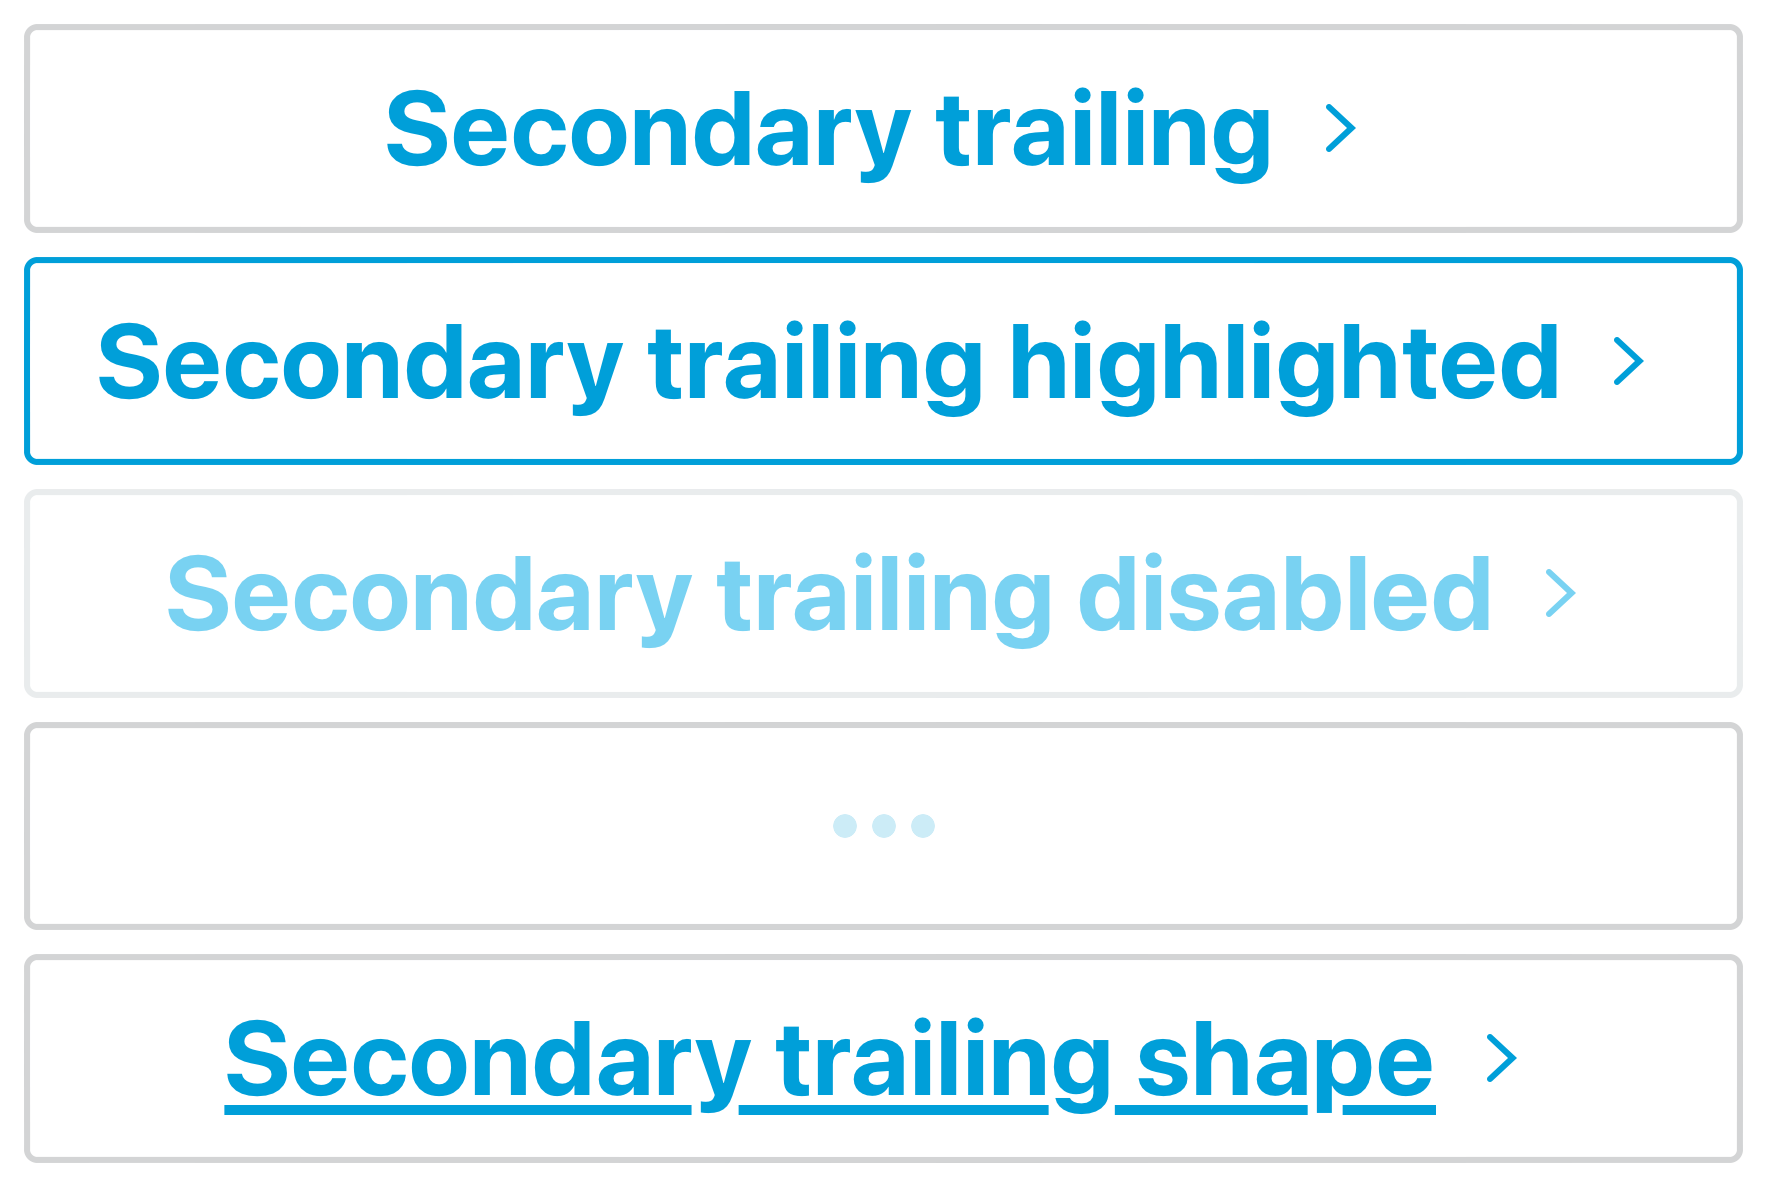 Secondary trailing
Secondary trailing highlighted
Secondary trailing disabled
Secondary trailing shape